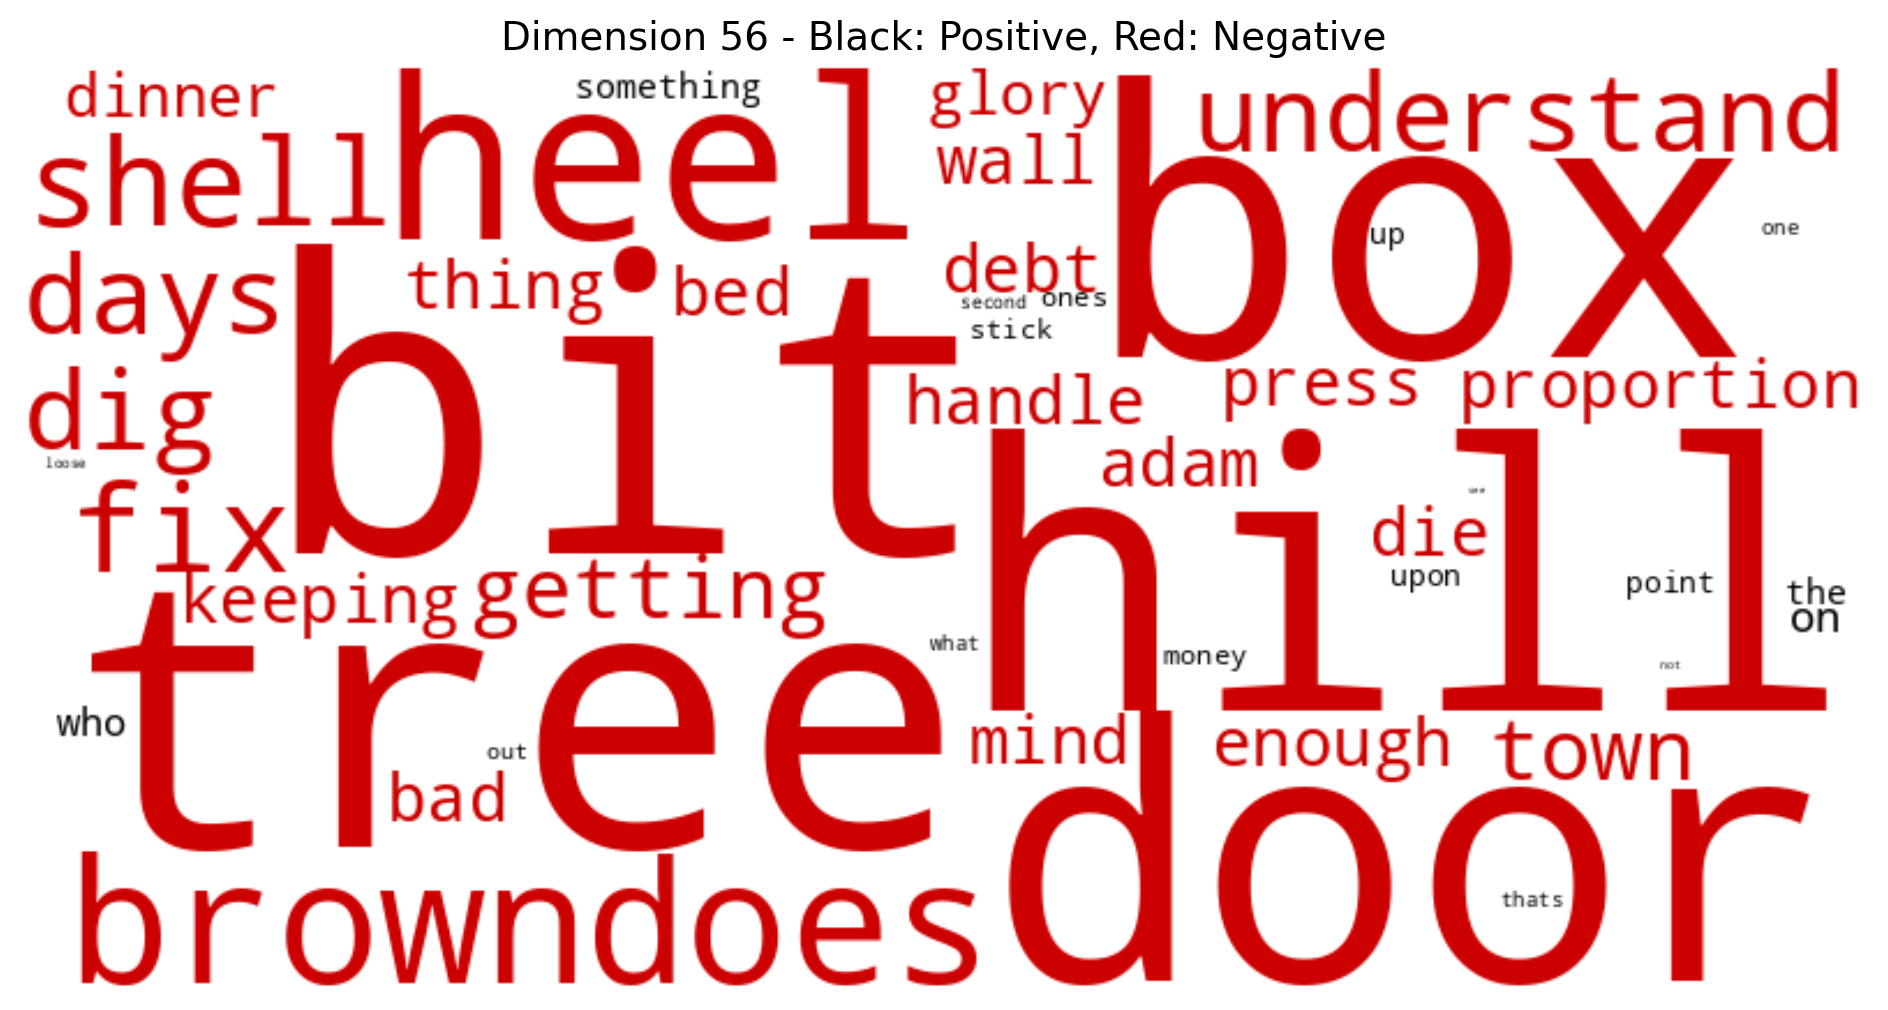 Dimension 56 - Black: Positive, Red: Negative
dinner
something
glory
understand
heel
box
shell
wall
up
one
days
thing
bed
debt
second
ones
stick
bit
dig
handle
press
proportion
loose
adam
hill
fix
die
upon
point
the
on
keeping
getting
what
money
not
tree
who
out
mind
enough
town
bad
door
brown
does
thats